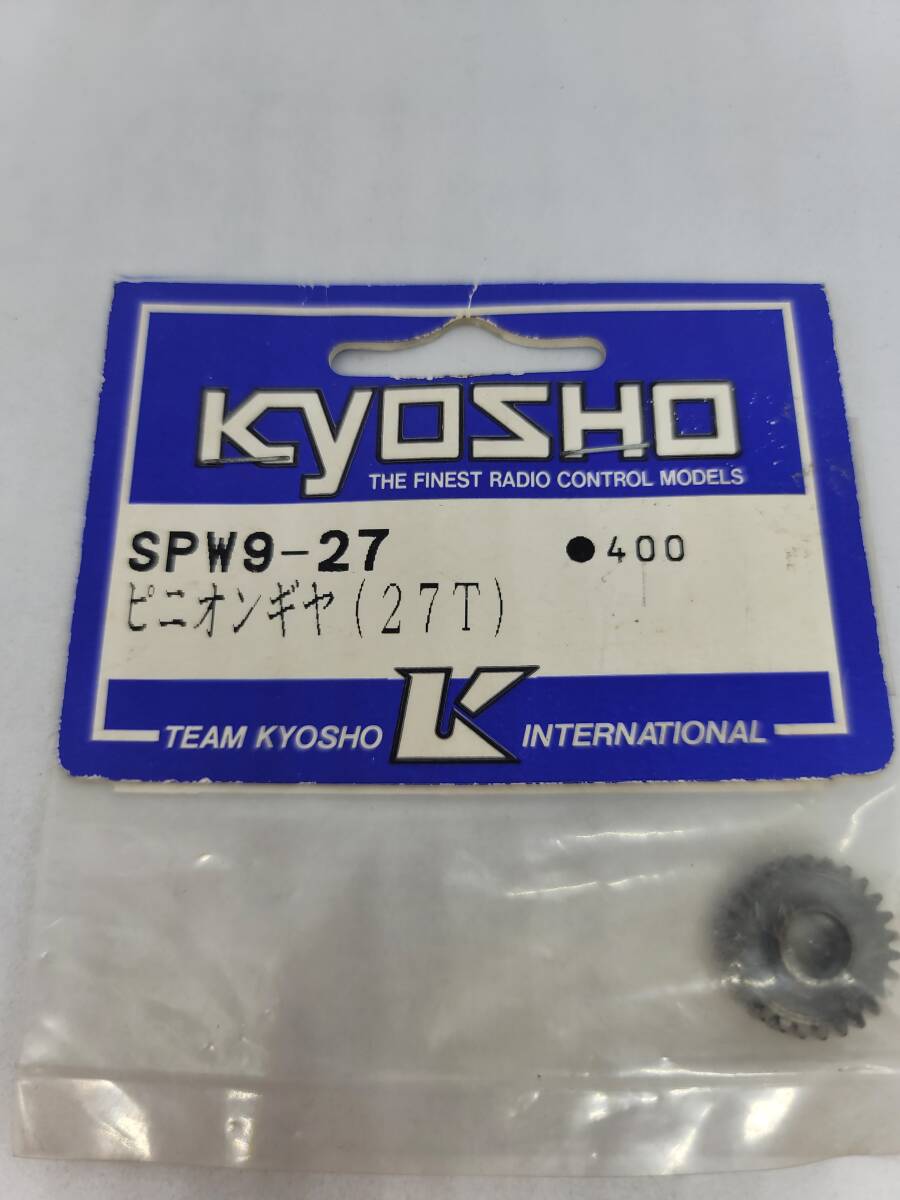 KYOSHO
THE FINEST RADIO CONTROL MODELS
SPW9-27 ●400
ピニオンギヤ(27T)
TEAM KYOSHO K INTERNATIONAL